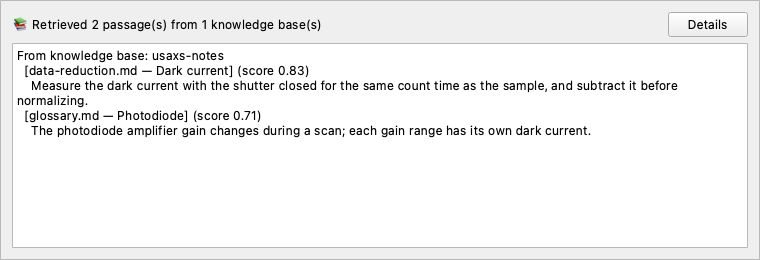 Retrieved 2 passage(s) from 1 knowledge base(s)
Details
From knowledge base: usaxs-notes
[data-reduction.md — Dark current] (score 0.83)
Measure the dark current with the shutter closed for the same count time as the sample, and subtract it before
normalizing.
[glossary.md — Photodiode] (score 0.71)
The photodiode amplifier gain changes during a scan; each gain range has its own dark current.